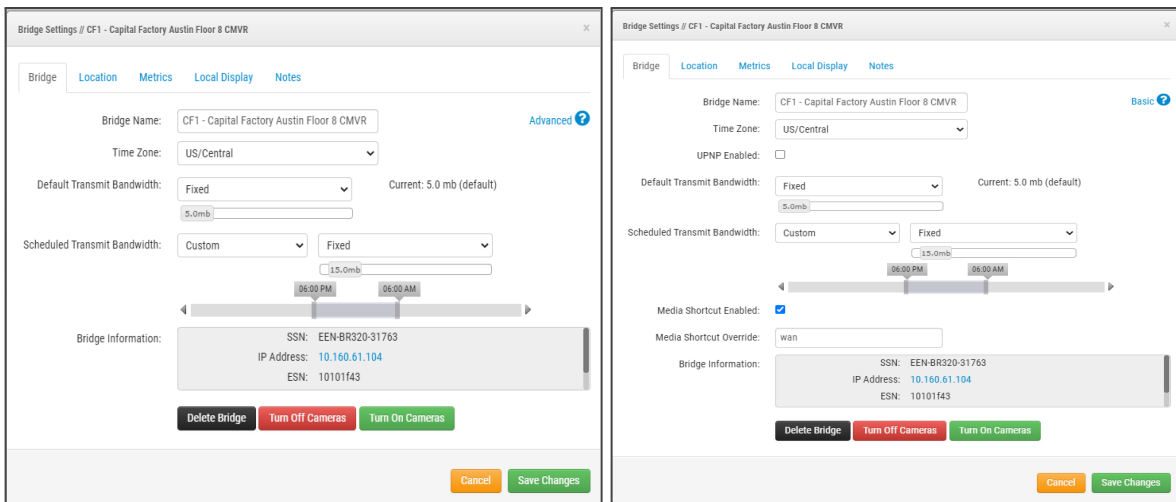 Bridge Settings // CF1 - Capital Factory Austin Floor 8 CMVR ×
Bridge Location Metrics Local Display Notes
Bridge Name: CF1 - Capital Factory Austin Floor 8 CMVR Advanced ?
Time Zone: US/Central
Default Transmit Bandwidth: Fixed Current: 5.0 mb (default)
5.0mb
Scheduled Transmit Bandwidth: Custom Fixed
15.0mb
06:00 PM 06:00 AM
Bridge Information: SSN: EEN-BR320-31763
IP Address: 10.160.61.104
ESN: 10101f43
Delete Bridge Turn Off Cameras Turn On Cameras
Cancel Save Changes
Bridge Settings // CF1 - Capital Factory Austin Floor 8 CMVR ×
Bridge Location Metrics Local Display Notes
Bridge Name: CF1 - Capital Factory Austin Floor 8 CMVR Basic ?
Time Zone: US/Central
UPNP Enabled:
Default Transmit Bandwidth: Fixed Current: 5.0 mb (default)
5.0mb
Scheduled Transmit Bandwidth: Custom Fixed
15.0mb
06:00 PM 06:00 AM
Media Shortcut Enabled:
Media Shortcut Override: wan
Bridge Information: SSN: EEN-BR320-31763
IP Address: 10.160.61.104
ESN: 10101f43
Delete Bridge Turn Off Cameras Turn On Cameras
Cancel Save Changes